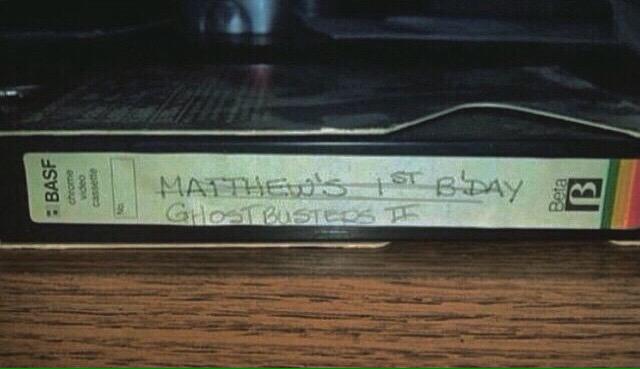 BASF
chrome
video
cassette
No.
MATTHEW'S 1ST B'DAY
GHOSTBUSTERS II
Beta
β